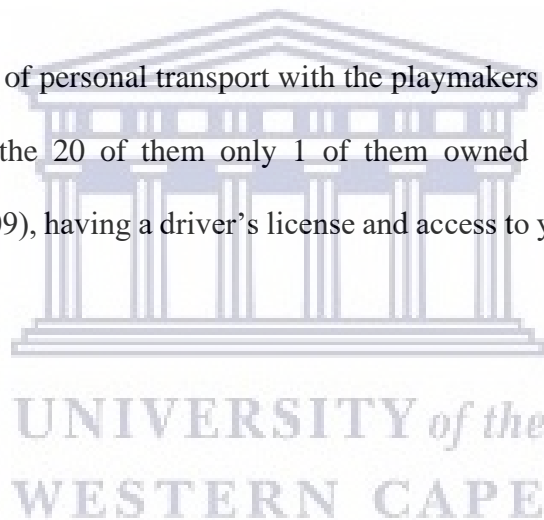 of personal transport with the playmakers
the 20 of them only 1 of them owned
09), having a driver’s license and access to y
UNIVERSITY of the
WESTERN CAPE